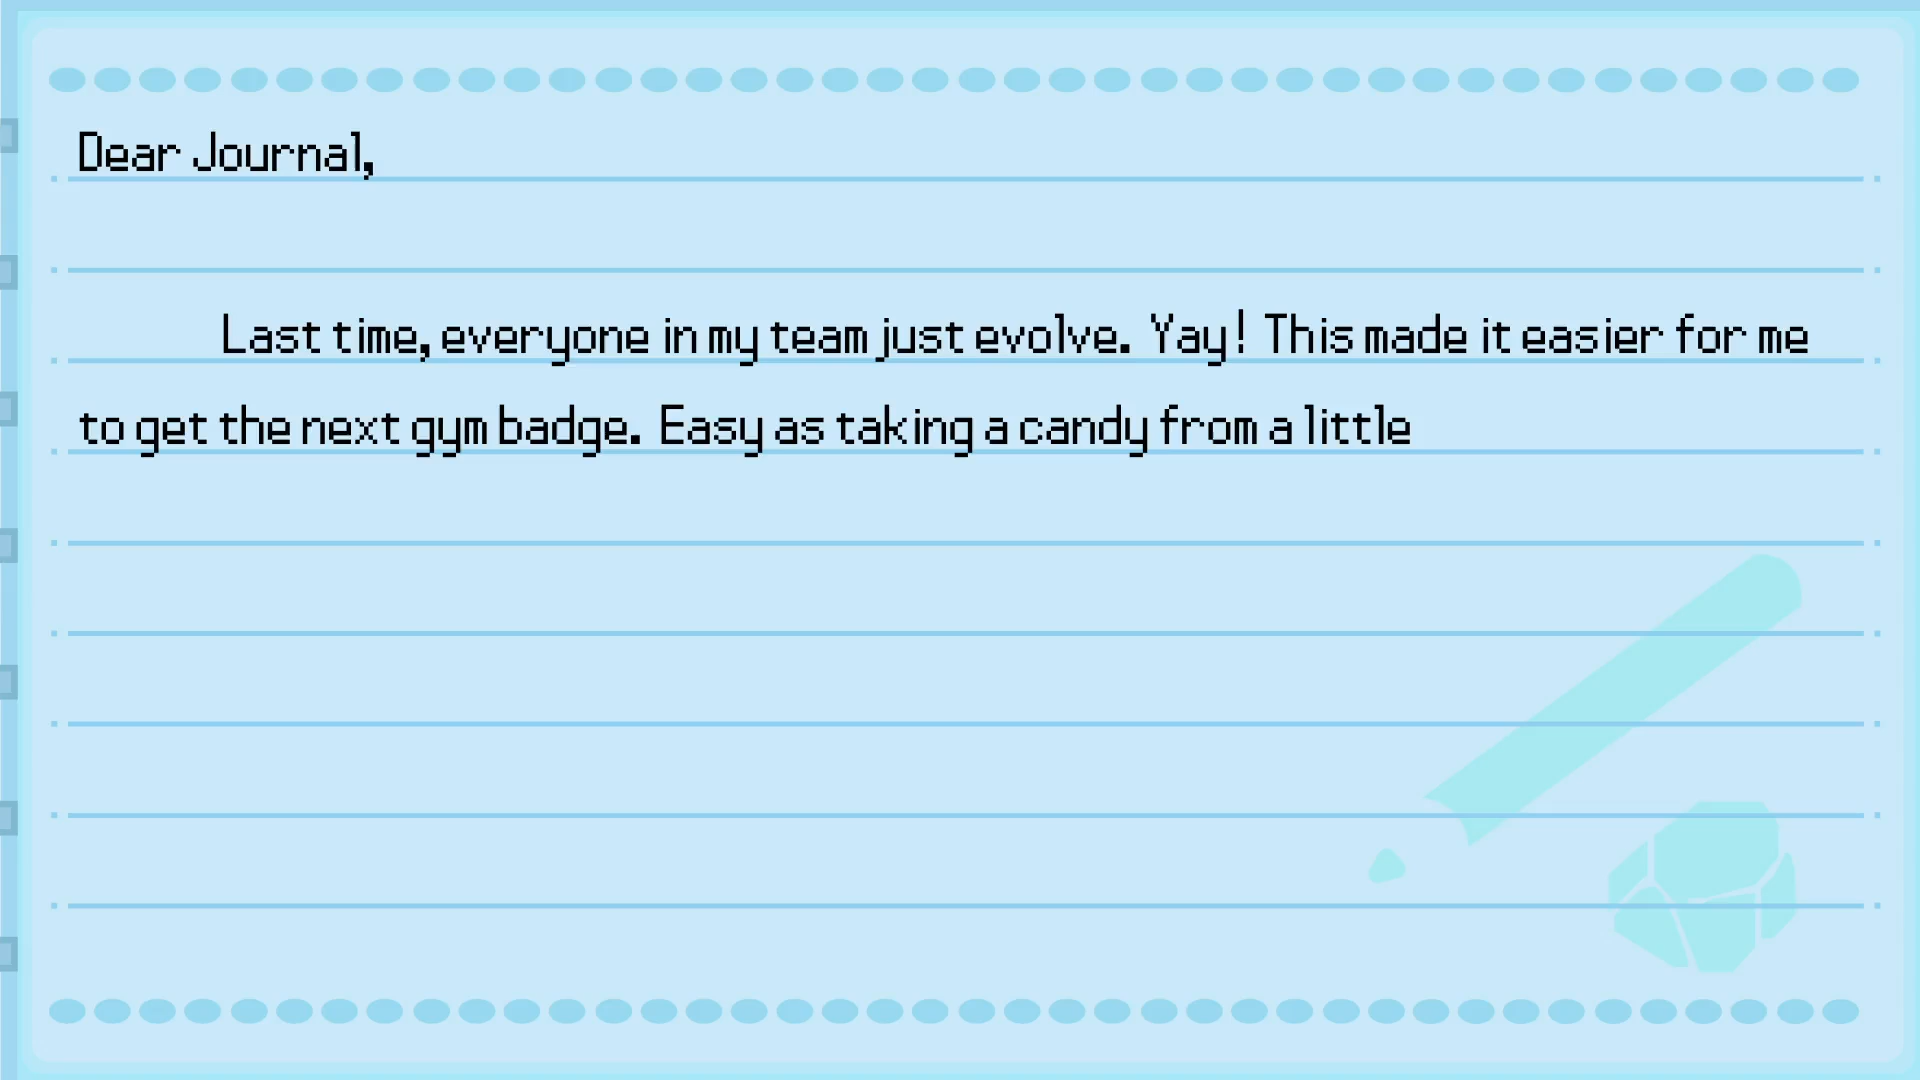 Dear Journal,
Last time, everyone in my team just evolve. Yay! This made it easier for me
to get the next gym badge. Easy as taking a candy from a little